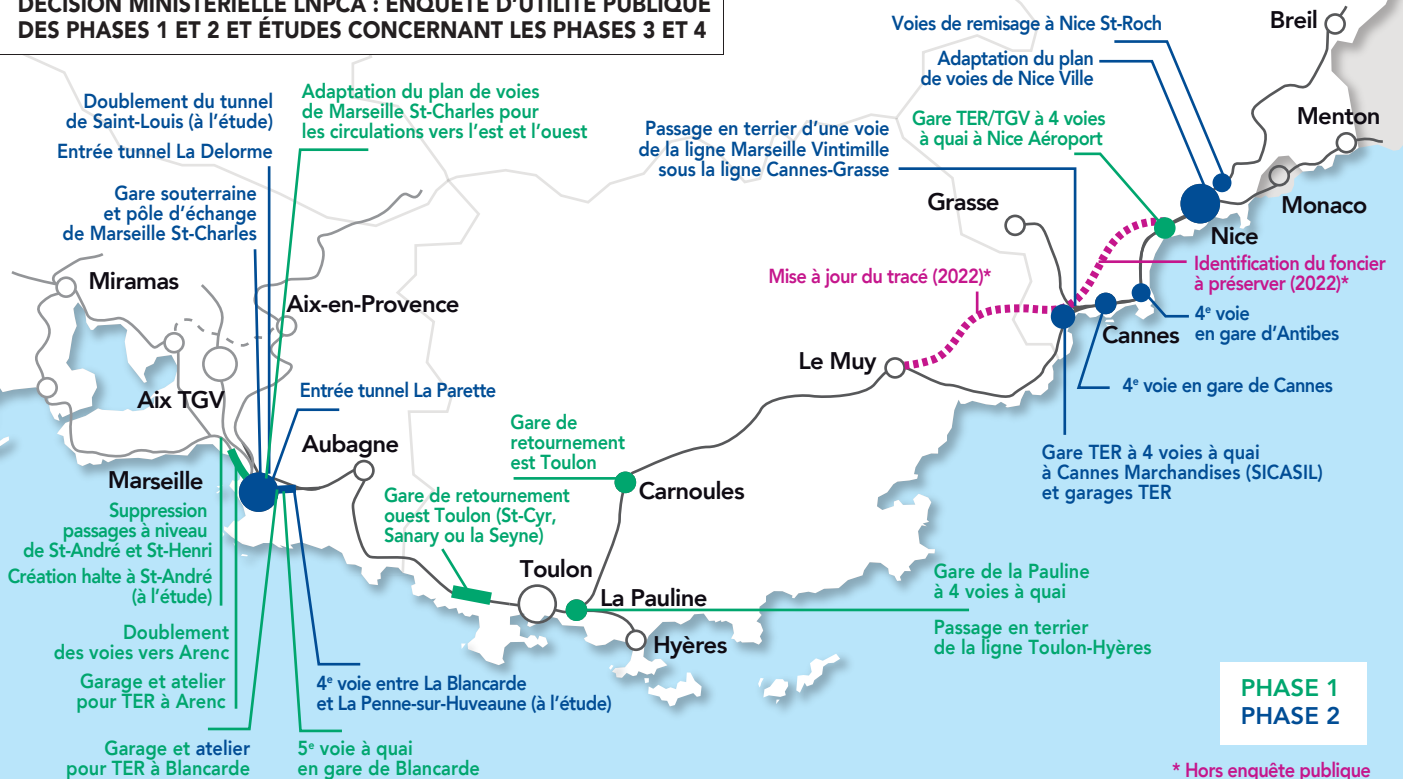 DÉCISION MINISTÉRIELLE LNPCA : ENQUÊTE D'UTILITÉ PUBLIQUE
DES PHASES 1 ET 2 ET ÉTUDES CONCERNANT LES PHASES 3 ET 4
Doublement du tunnel
de Saint-Louis (à l'étude)
Entrée tunnel La Delorme
Gare souterraine
et pôle d'échange
de Marseille St-Charles
Adaptation du plan de voies
de Marseille St-Charles pour
les circulations vers l'est et l'ouest
Voies de remisage à Nice St-Roch
Adaptation du plan
de voies de Nice Ville
Gare TER/TGV à 4 voies
à quai à Nice Aéroport
Passage en terrier d'une voie
de la ligne Marseille Vintimille
sous la ligne Cannes-Grasse
Breil
Menton
Monaco
Nice
Grasse
Identification du foncier
à préserver (2022)*
Mise à jour du tracé (2022)*
4e voie
en gare d'Antibes
Cannes
4e voie en gare de Cannes
Le Muy
Gare TER à 4 voies à quai
à Cannes Marchandises (SICASIL)
et garages TER
Miramas
Aix-en-Provence
Aix TGV
Entrée tunnel La Parette
Aubagne
Marseille
Gare de
retournement
est Toulon
Carnoules
Gare de retournement
ouest Toulon (St-Cyr,
Sanary ou la Seyne)
Toulon
La Pauline
Hyères
Gare de la Pauline
à 4 voies à quai
Passage en terrier
de la ligne Toulon-Hyères
Suppression
passages à niveau
de St-André et St-Henri
Création halte à St-André
(à l'étude)
Doublement
des voies vers Arenc
Garage et atelier
pour TER à Arenc
Garage et atelier
pour TER à Blancarde
5e voie à quai
en gare de Blancarde
4e voie entre La Blancarde
et La Penne-sur-Huveaune (à l'étude)
PHASE 1
PHASE 2
* Hors enquête publique